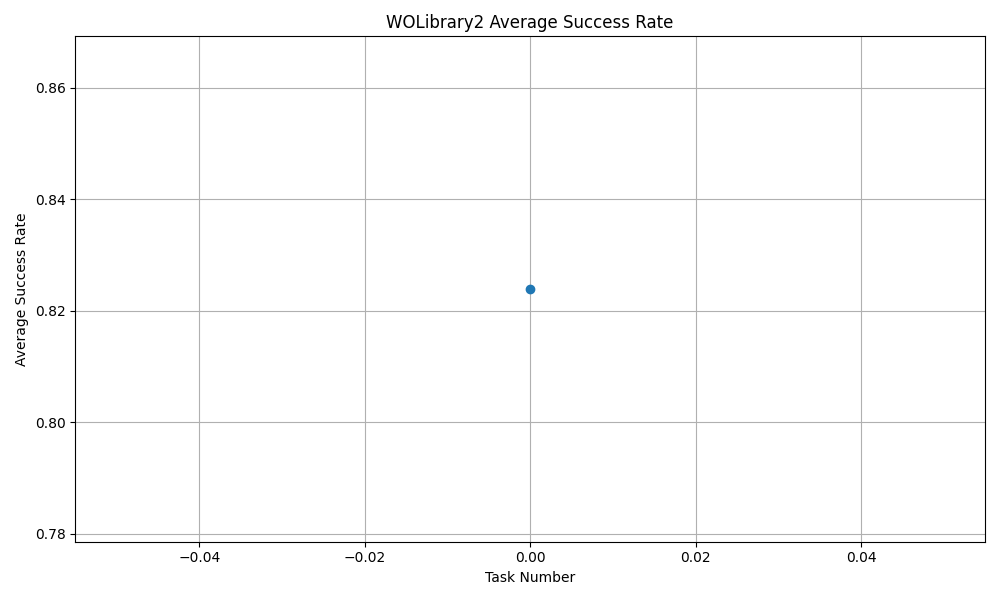 WOLibrary2 Average Success Rate
0.86
0.84
0.82
0.80
0.78
Average Success Rate
−0.04 −0.02 0.00 0.02 0.04
Task Number